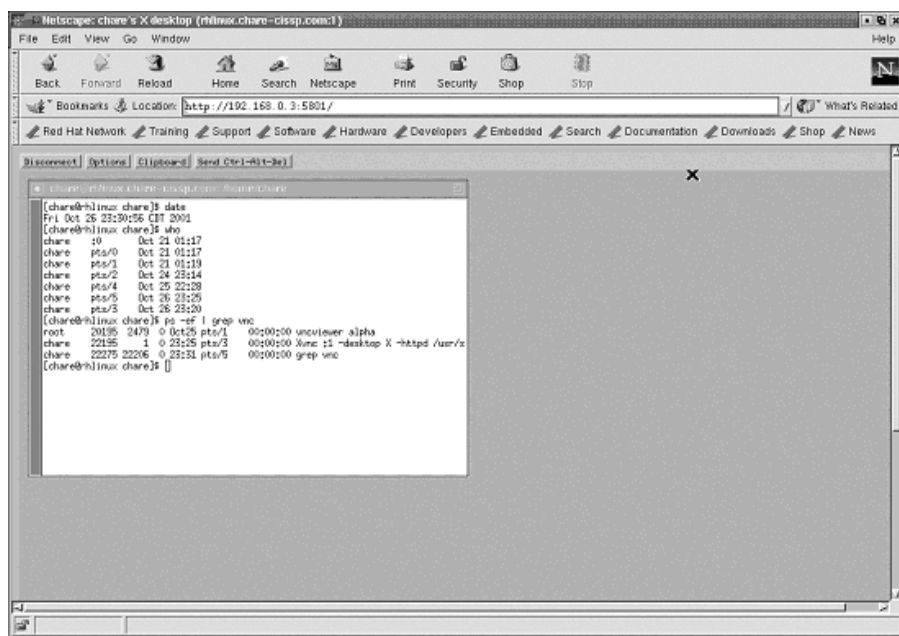 Netscape: chare's X desktop (rhlinux.chare-cissp.com:1)
File Edit View Go Window Help
Back Forward Reload Home Search Netscape Print Security Shop Stop
N
Bookmarks Location: http://192.168.0.3:5801/ What's Related
Red Hat Network Training Support Software Hardware Developers Embedded Search Documentation Downloads Shop News
Disconnect Options Clipboard Send Ctrl-Alt-Del
chare@rhlinux.chare-cissp.com: /home/chare
[chare@rhlinux chare]$ date
Fri Oct 26 23:30:56 CDT 2001
[chare@rhlinux chare]$ who
chare :0 Oct 21 01:17
chare pts/0 Oct 21 01:17
chare pts/1 Oct 21 01:19
chare pts/2 Oct 24 23:14
chare pts/4 Oct 25 22:28
chare pts/5 Oct 26 23:25
chare pts/3 Oct 26 23:20
[chare@rhlinux chare]$ ps -ef | grep vnc
root 20195 2479 0 Oct25 pts/1 00:00:00 vncviewer alpha
chare 22195 1 0 23:25 pts/3 00:00:00 Xvnc :1 -desktop X -httpd /usr/s
chare 22275 22206 0 23:31 pts/5 00:00:00 grep vnc
[chare@rhlinux chare]$